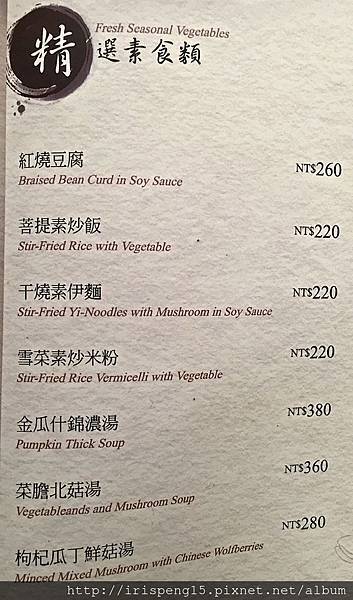 精選素食類
Fresh Seasonal Vegetables
紅燒豆腐 NT$260
Braised Bean Curd in Soy Sauce
菩提素炒飯 NT$220
Stir-Fried Rice with Vegetable
干燒素伊麵 NT$220
Stir-Fried Yi-Noodles with Mushroom in Soy Sauce
雪菜素炒米粉 NT$220
Stir-Fried Rice Vermicelli with Vegetable
金瓜什錦濃湯 NT$380
Pumpkin Thick Soup
菜膽北菇湯 NT$360
Vegetableands and Mushroom Soup
枸杞瓜丁鮮菇湯 NT$280
Minced Mixed Mushroom with Chinese Wolfberries
http://irispeng15.pixnet.net/album